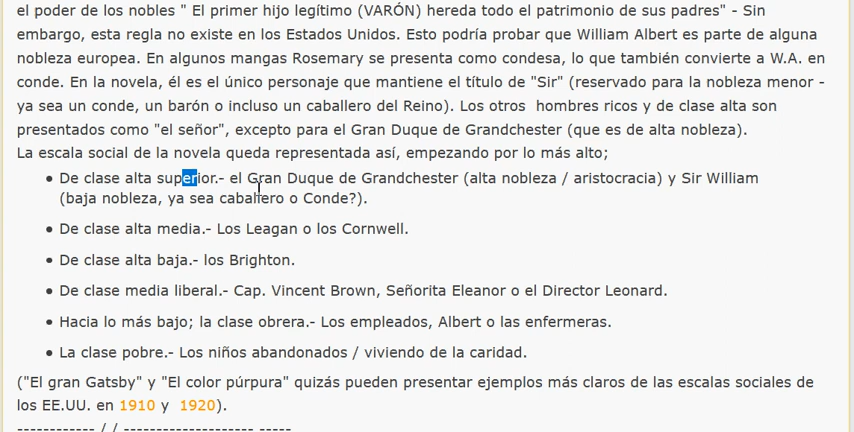 el poder de los nobles " El primer hijo legítimo (VARÓN) hereda todo el patrimonio de sus padres" - Sin
embargo, esta regla no existe en los Estados Unidos. Esto podría probar que William Albert es parte de alguna
nobleza europea. En algunos mangas Rosemary se presenta como condesa, lo que también convierte a W.A. en
conde. En la novela, él es el único personaje que mantiene el título de "Sir" (reservado para la nobleza menor -
ya sea un conde, un barón o incluso un caballero del Reino). Los otros  hombres ricos y de clase alta son
presentados como "el señor", excepto para el Gran Duque de Grandchester (que es de alta nobleza).
La escala social de la novela queda representada así, empezando por lo más alto;
• De clase alta superior.- el Gran Duque de Grandchester (alta nobleza / aristocracia) y Sir William
(baja nobleza, ya sea caballero o Conde?).
• De clase alta media.- Los Leagan o los Cornwell.
• De clase alta baja.- los Brighton.
• De clase media liberal.- Cap. Vincent Brown, Señorita Eleanor o el Director Leonard.
• Hacia lo más bajo; la clase obrera.- Los empleados, Albert o las enfermeras.
• La clase pobre.- Los niños abandonados / viviendo de la caridad.
("El gran Gatsby" y "El color púrpura" quizás pueden presentar ejemplos más claros de las escalas sociales de
los EE.UU. en 1910 y  1920).
------------ / / -------------------- -----